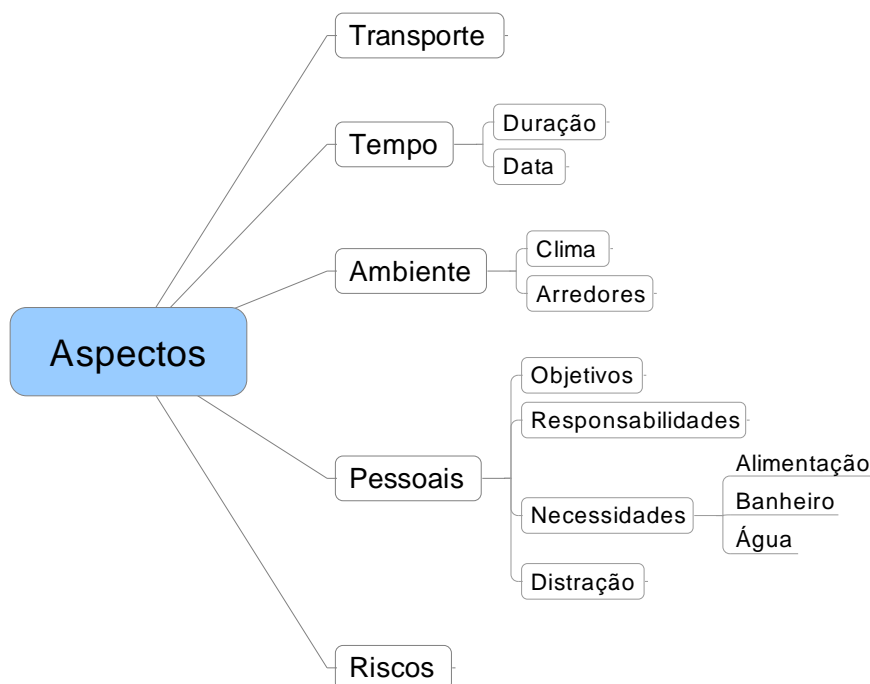 Transporte
Tempo
Duração
Data
Ambiente
Clima
Arredores
Aspectos
Pessoais
Objetivos
Responsabilidades
Necessidades
Alimentação
Banheiro
Água
Distração
Riscos